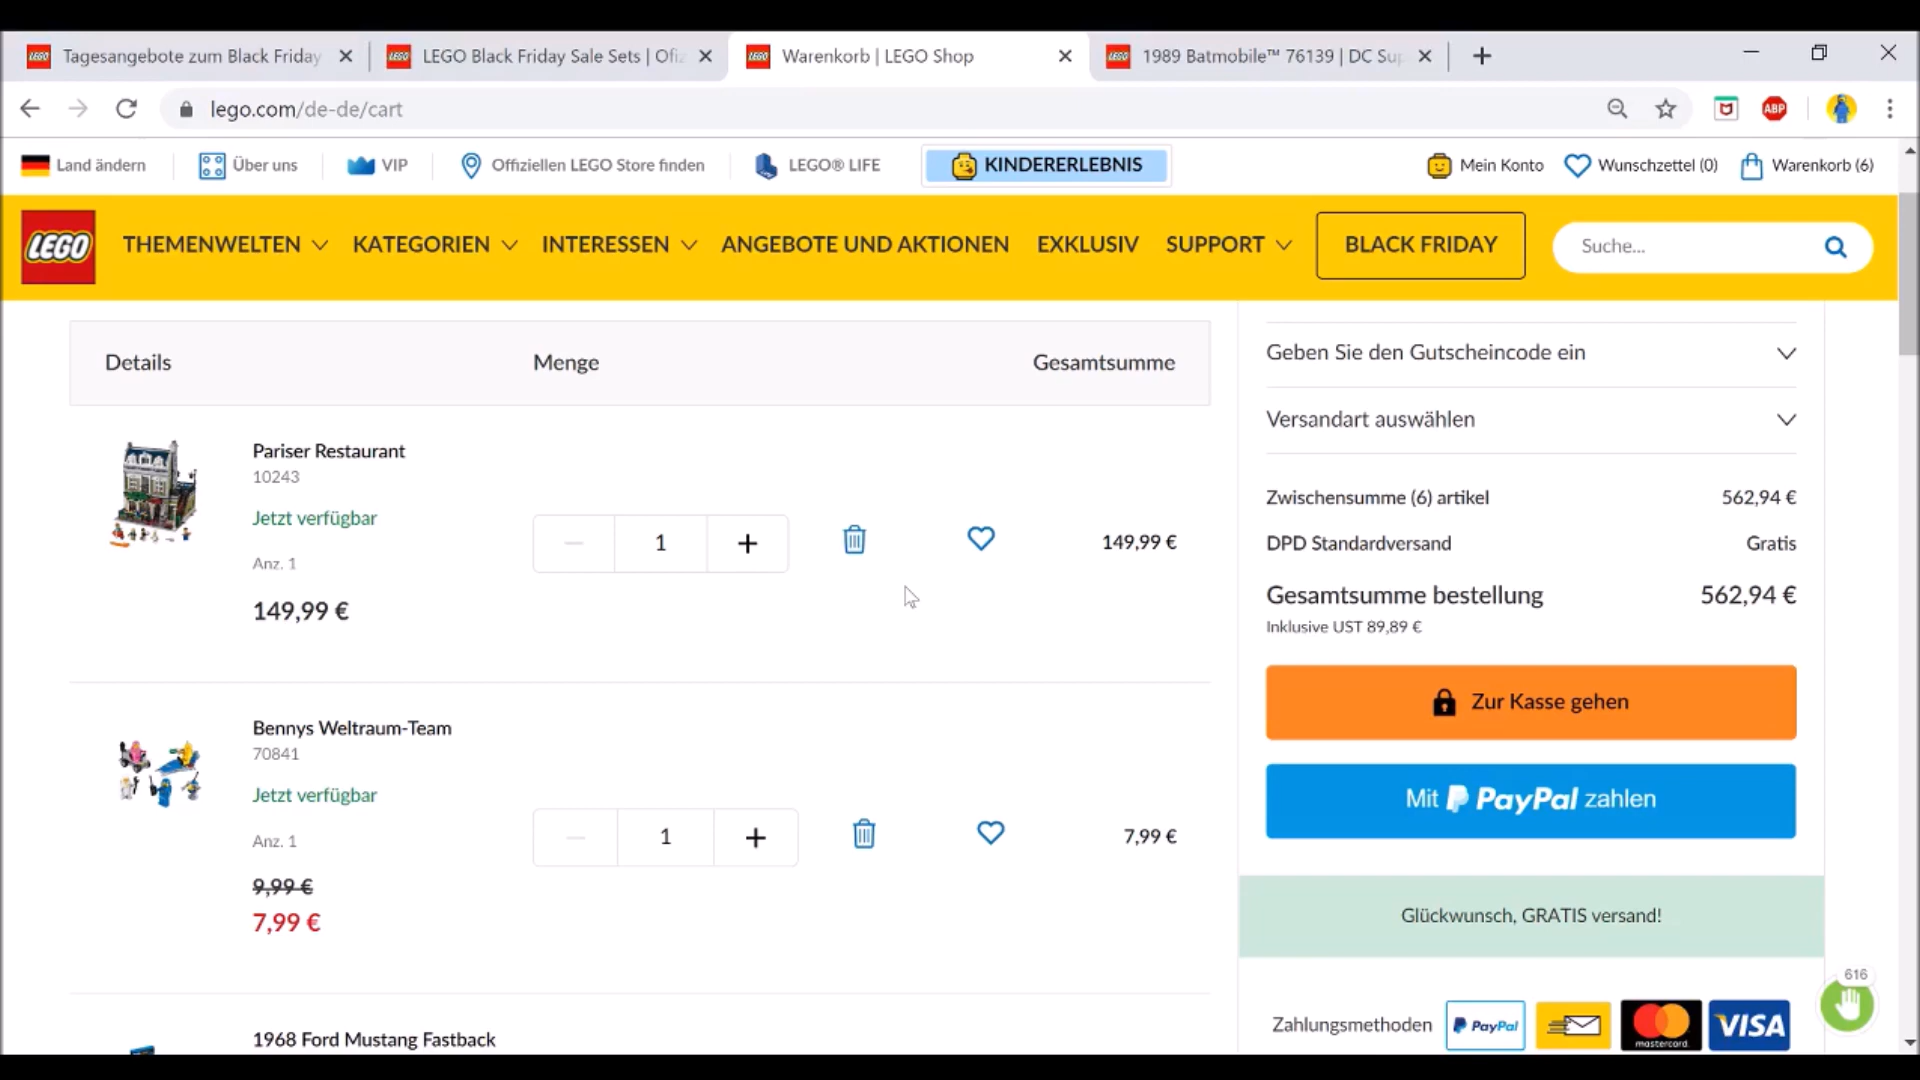 Tagesangebote zum Black Friday
LEGO Black Friday Sale Sets | Ofi
Warenkorb | LEGO Shop
1989 Batmobile™ 76139 | DC Sup
lego.com/de-de/cart
ABP
Land ändern
Über uns
VIP
Offiziellen LEGO Store finden
LEGO® LIFE
KINDERERLEBNIS
Mein Konto
Wunschzettel (0)
Warenkorb (6)
LEGO
THEMENWELTEN
KATEGORIEN
INTERESSEN
ANGEBOTE UND AKTIONEN
EXKLUSIV
SUPPORT
BLACK FRIDAY
Suche...
Details
Menge
Gesamtsumme
Pariser Restaurant
10243
Jetzt verfügbar
Anz. 1
149,99 €
1
149,99 €
Bennys Weltraum-Team
70841
Jetzt verfügbar
Anz. 1
9,99 €
7,99 €
1
7,99 €
1968 Ford Mustang Fastback
Geben Sie den Gutscheincode ein
Versandart auswählen
Zwischensumme (6) artikel 562,94 €
DPD Standardversand Gratis
Gesamtsumme bestellung 562,94 €
Inklusive UST 89,89 €
Zur Kasse gehen
Mit PayPal zahlen
Glückwunsch, GRATIS versand!
Zahlungsmethoden
PayPal
mastercard
VISA
616